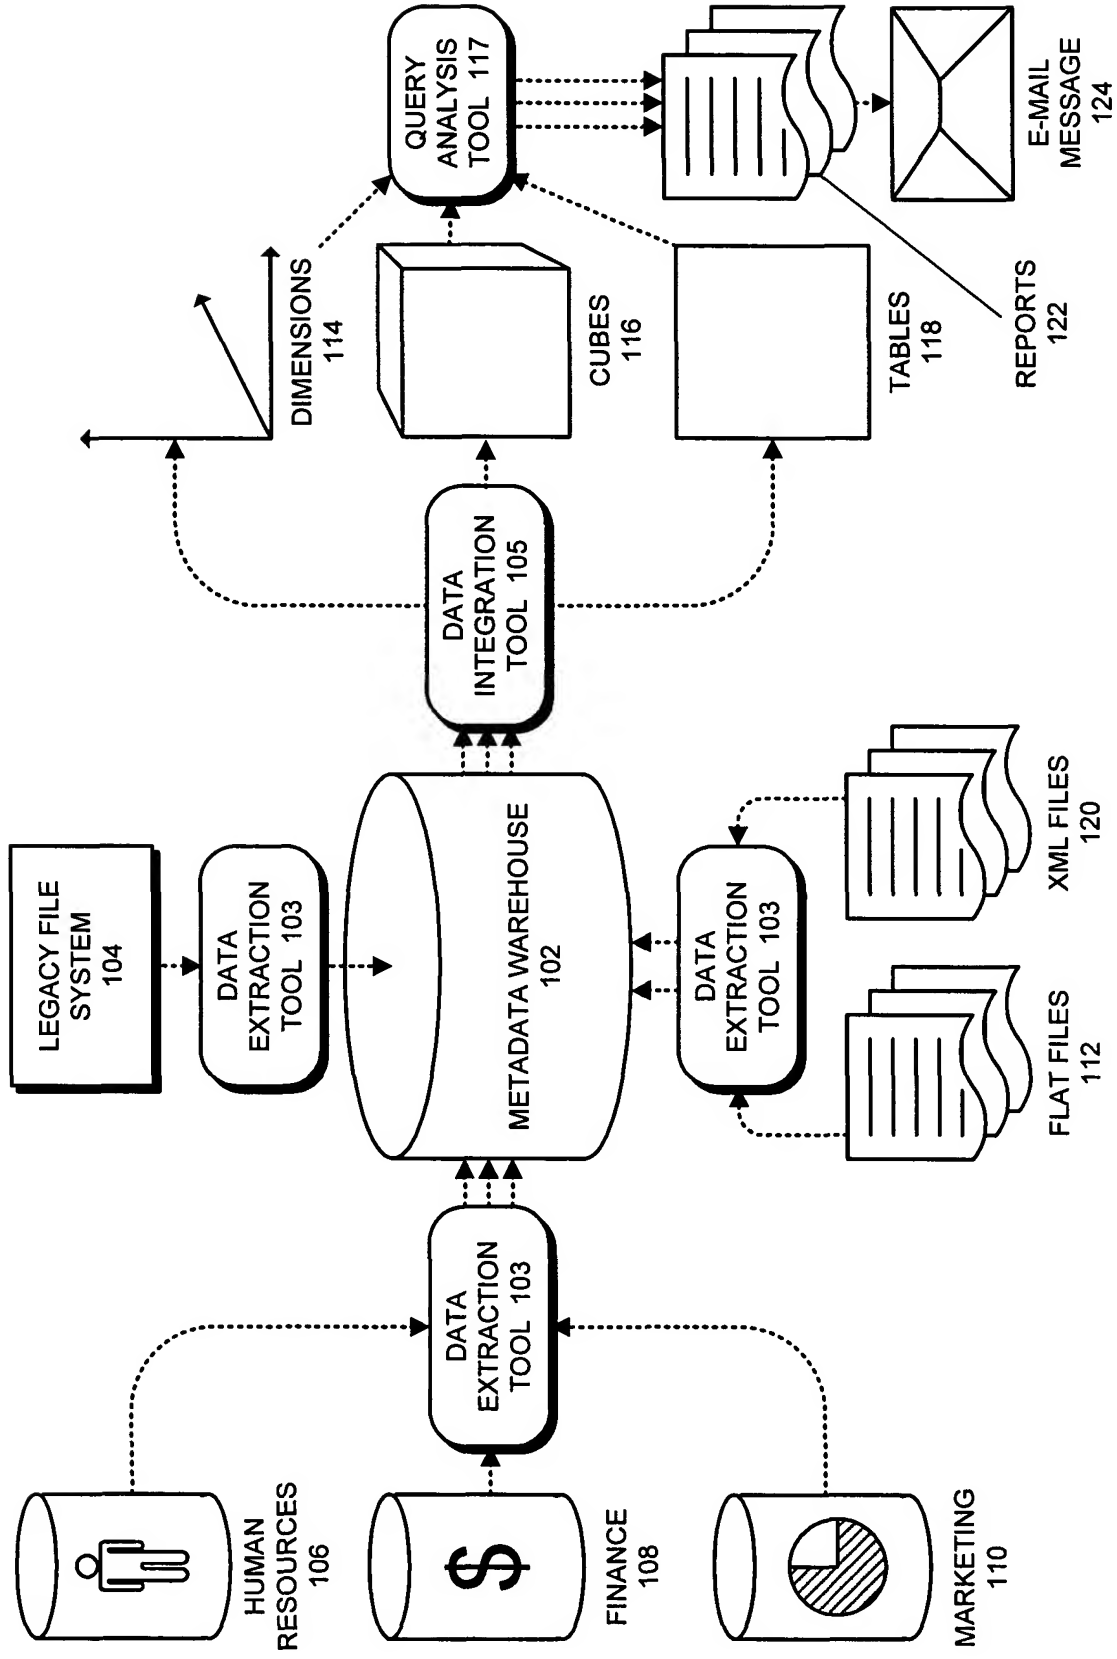 LEGACY FILE
SYSTEM
104
DATA
EXTRACTION
TOOL 103
HUMAN
RESOURCES
106
FINANCE
108
MARKETING
110
DATA
EXTRACTION
TOOL 103
METADATA WAREHOUSE
102
DATA
EXTRACTION
TOOL 103
FLAT FILES
112
XML FILES
120
DATA
INTEGRATION
TOOL 105
DIMENSIONS
114
CUBES
116
TABLES
118
QUERY
ANALYSIS
TOOL 117
REPORTS
122
E-MAIL
MESSAGE
124
$